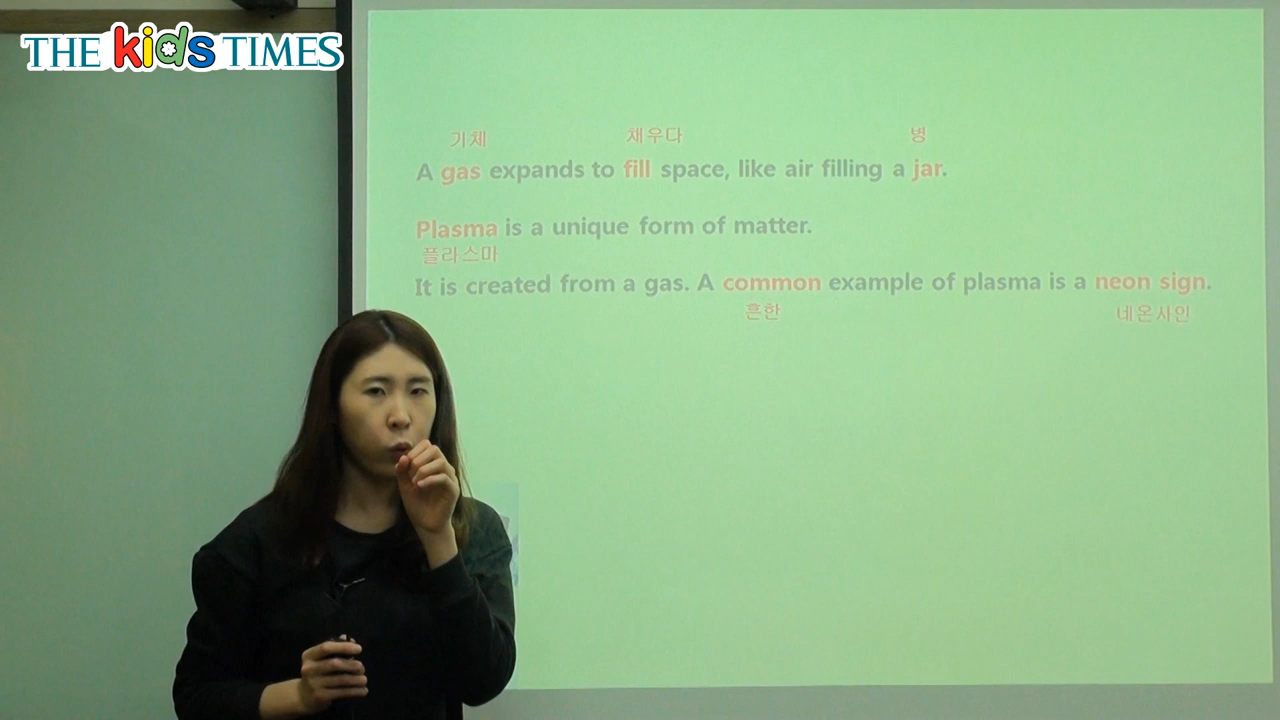 THE kids TIMES
기체 채우다 병
A gas expands to fill space, like air filling a jar.
Plasma is a unique form of matter.
플라스마
It is created from a gas. A common example of plasma is a neon sign.
흔한 네온사인